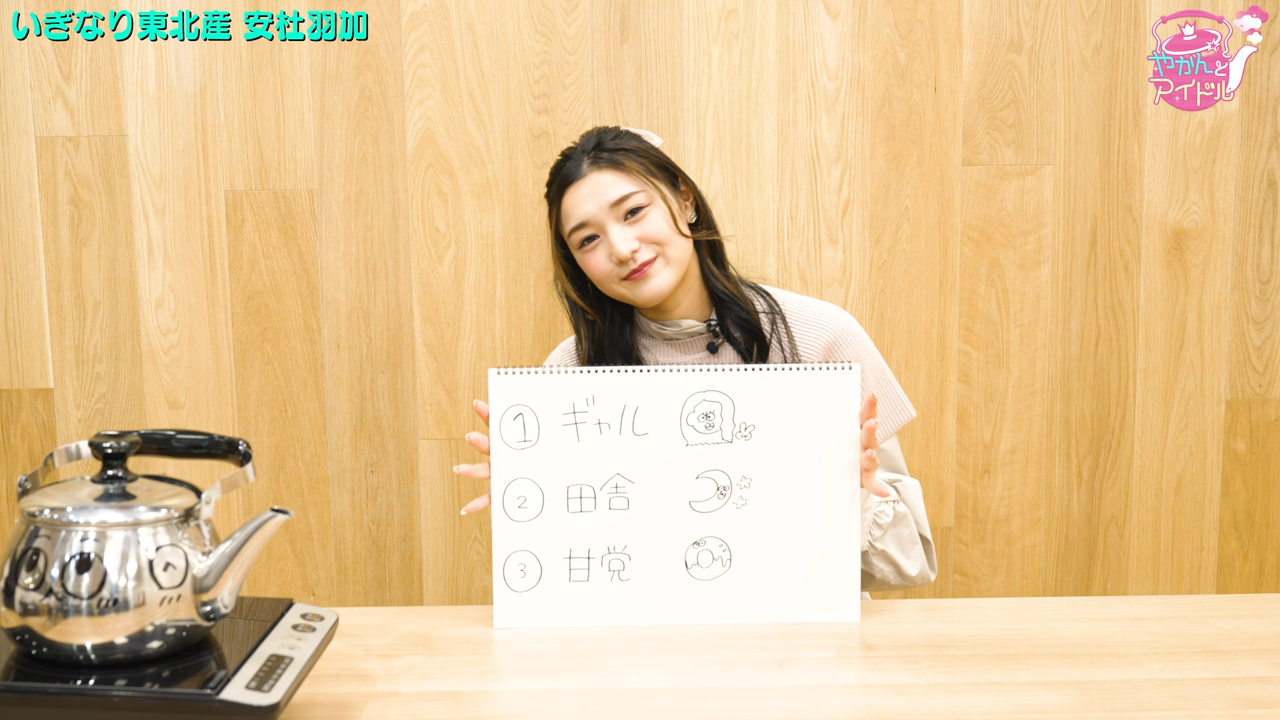 いぎなり東北産 安杜羽加
やかんと
アイドル
1 ギャル
2 田舎
3 甘党